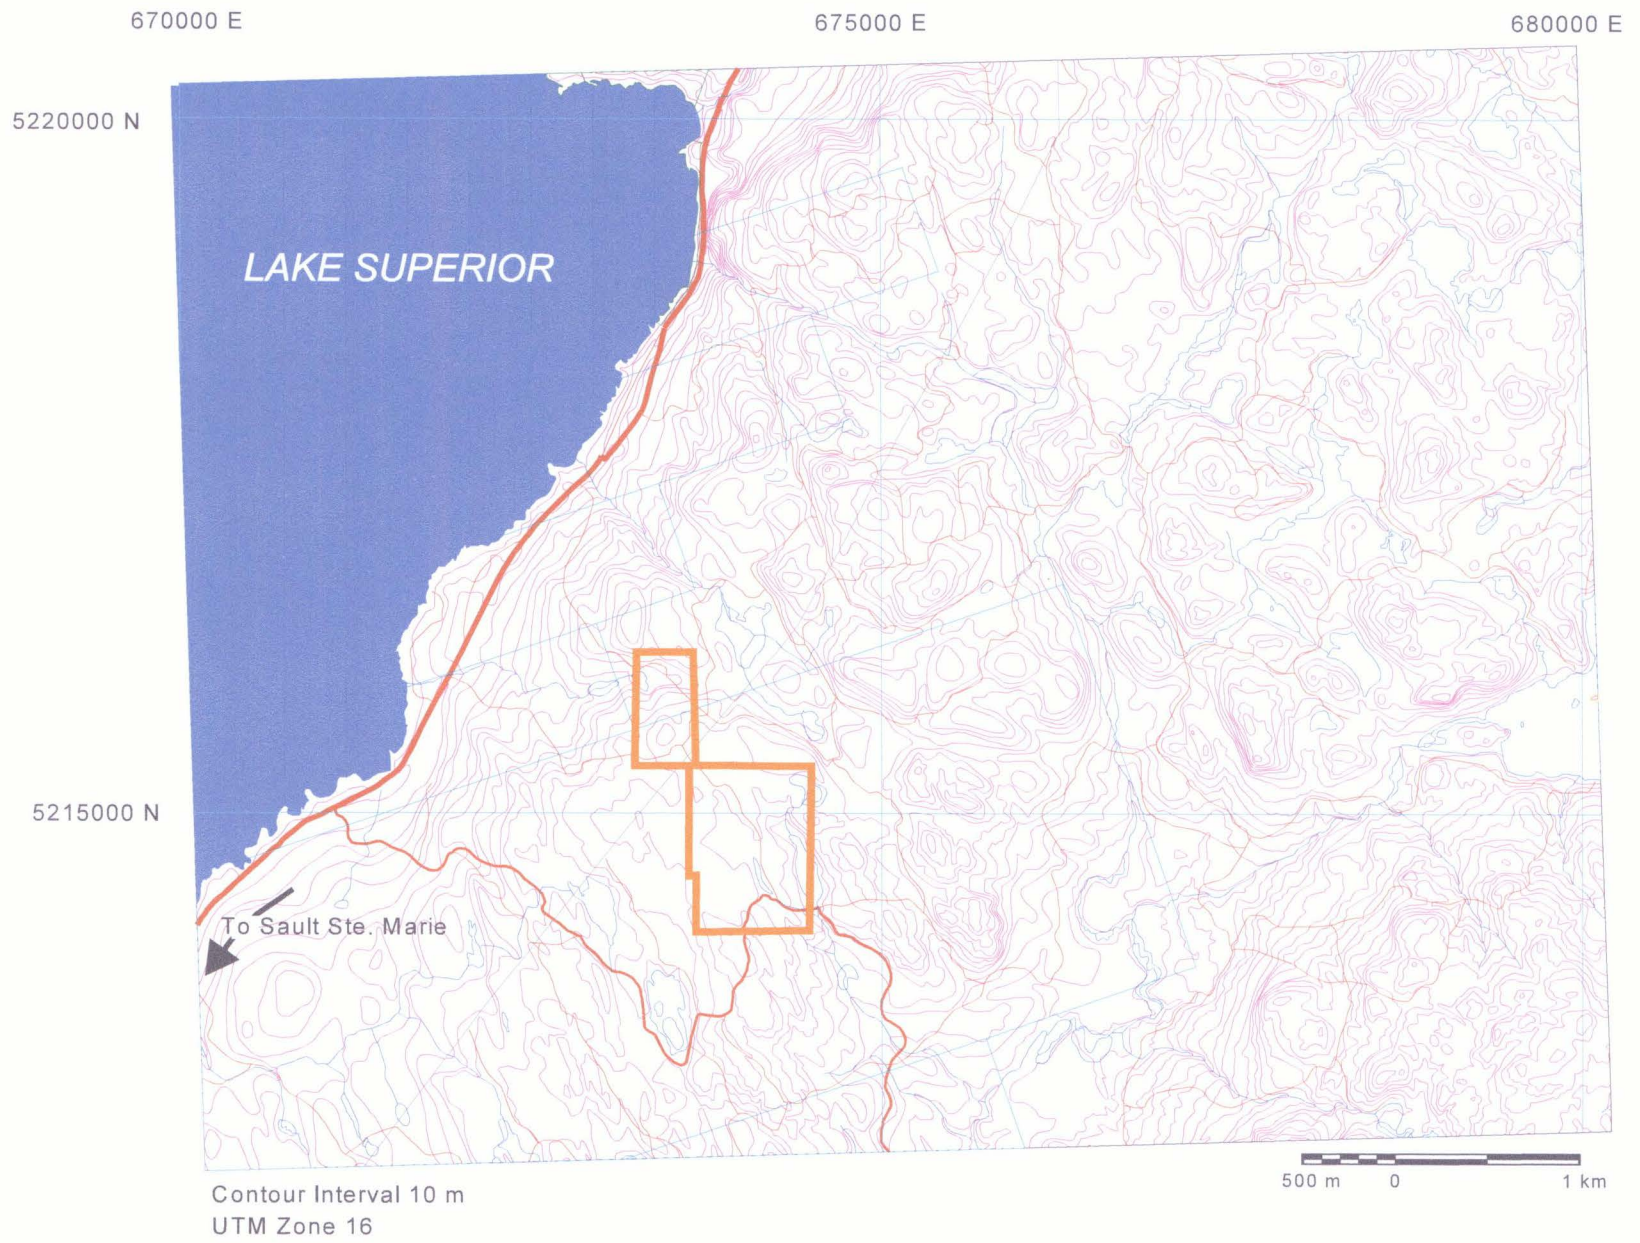 670000 E
675000 E
680000 E
5220000 N
LAKE SUPERIOR
5215000 N
To Sault Ste. Marie
500 m 0 1 km
Contour Interval 10 m
UTM Zone 16